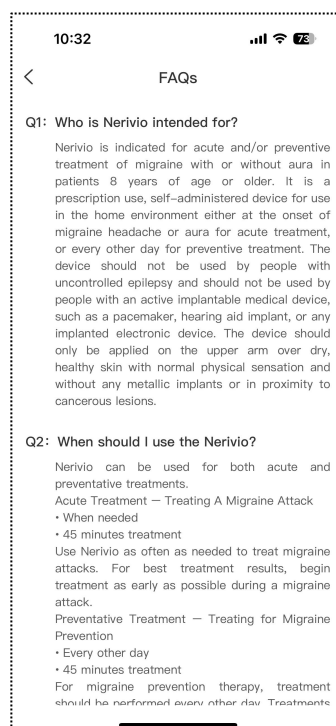 10:32
73
FAQs
Q1: Who is Nerivio intended for?
Nerivio is indicated for acute and/or preventive
treatment of migraine with or without aura in
patients 8 years of age or older. It is a
prescription use, self-administered device for use
in the home environment either at the onset of
migraine headache or aura for acute treatment,
or every other day for preventive treatment. The
device should not be used by people with
uncontrolled epilepsy and should not be used by
people with an active implantable medical device,
such as a pacemaker, hearing aid implant, or any
implanted electronic device. The device should
only be applied on the upper arm over dry,
healthy skin with normal physical sensation and
without any metallic implants or in proximity to
cancerous lesions.
Q2: When should I use the Nerivio?
Nerivio can be used for both acute and
preventative treatments.
Acute Treatment — Treating A Migraine Attack
• When needed
• 45 minutes treatment
Use Nerivio as often as needed to treat migraine
attacks. For best treatment results, begin
treatment as early as possible during a migraine
attack.
Preventative Treatment — Treating for Migraine
Prevention
• Every other day
• 45 minutes treatment
For migraine prevention therapy, treatment
should be performed every other day. Treatments